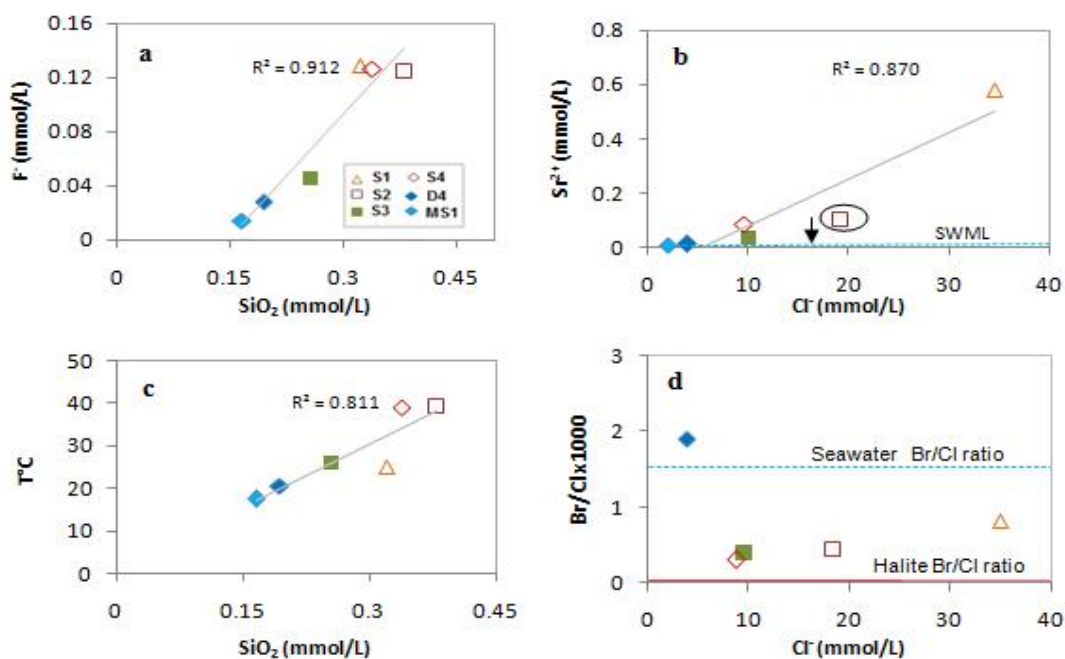 a
R² = 0.912
F⁻ (mmol/L)
0.16
0.12
0.08
0.04
0
0
0.15
0.3
0.45
SiO₂ (mmol/L)
S1
S4
S2
D4
S3
MS1
b
R² = 0.870
Sr²⁺ (mmol/L)
0.8
0.6
0.4
0.2
0
SWML
0
10
20
30
40
Cl⁻ (mmol/L)
c
R² = 0.811
T°C
50
40
30
20
10
0
0
0.15
0.3
0.45
SiO₂ (mmol/L)
d
Br/Clx1000
3
2
1
0
Seawater Br/Cl ratio
Halite Br/Cl ratio
0
10
20
30
40
Cl⁻ (mmol/L)